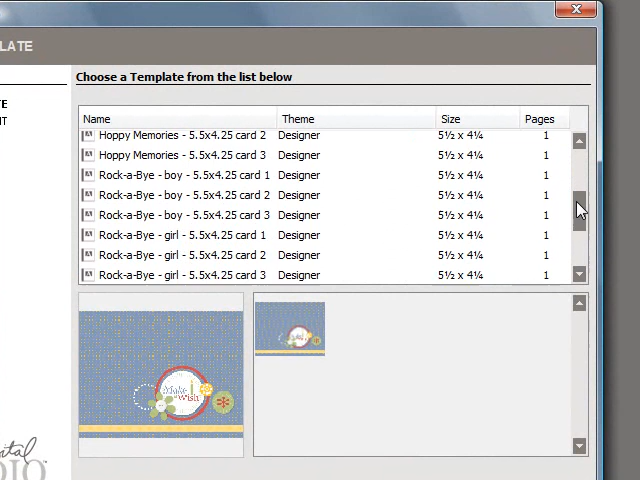 LATE
Choose a Template from the list below
E
T
Name Theme Size Pages
Hoppy Memories - 5.5x4.25 card 2 Designer 5½ x 4¼ 1
Hoppy Memories - 5.5x4.25 card 3 Designer 5½ x 4¼ 1
Rock-a-Bye - boy - 5.5x4.25 card 1 Designer 5½ x 4¼ 1
Rock-a-Bye - boy - 5.5x4.25 card 2 Designer 5½ x 4¼ 1
Rock-a-Bye - boy - 5.5x4.25 card 3 Designer 5½ x 4¼ 1
Rock-a-Bye - girl - 5.5x4.25 card 1 Designer 5½ x 4¼ 1
Rock-a-Bye - girl - 5.5x4.25 card 2 Designer 5½ x 4¼ 1
Rock-a-Bye - girl - 5.5x4.25 card 3 Designer 5½ x 4¼ 1
Make
Wish
ital
DIO